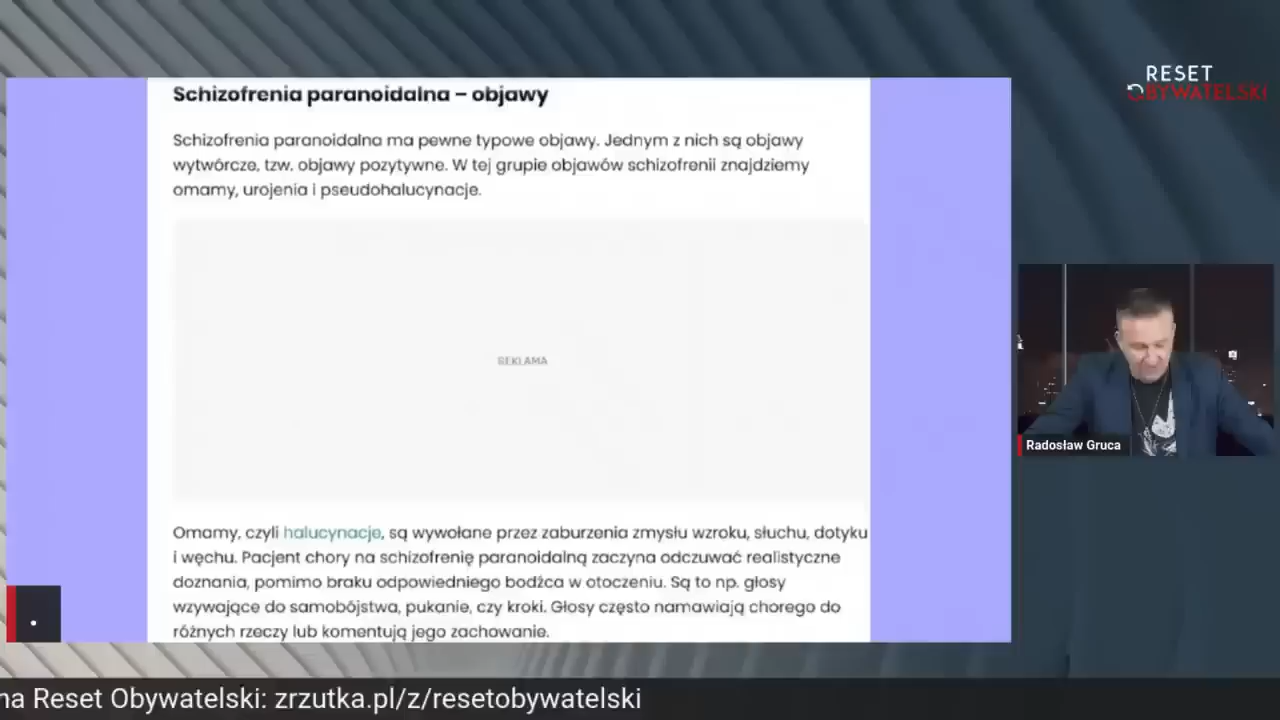 Schizofrenia paranoidalna – objawy
Schizofrenia paranoidalna ma pewne typowe objawy. Jednym z nich są objawy
wytwórcze, tzw. objawy pozytywne. W tej grupie objawów schizofrenii znajdziemy
omamy, urojenia i pseudohalucynacje.
REKLAMA
Omamy, czyli halucynacje, są wywołane przez zaburzenia zmysłu wzroku, słuchu, dotyku
i węchu. Pacjent chory na schizofrenię paranoidalną zaczyna odczuwać realistyczne
doznania, pomimo braku odpowiedniego bodźca w otoczeniu. Są to np. głosy
wzywające do samobójstwa, pukanie, czy kroki. Głosy często namawiają chorego do
różnych rzeczy lub komentują jego zachowanie.
RESET
OBYWATELSKI
Radosław Gruca
.
na Reset Obywatelski: zrzutka.pl/z/resetobywatelski